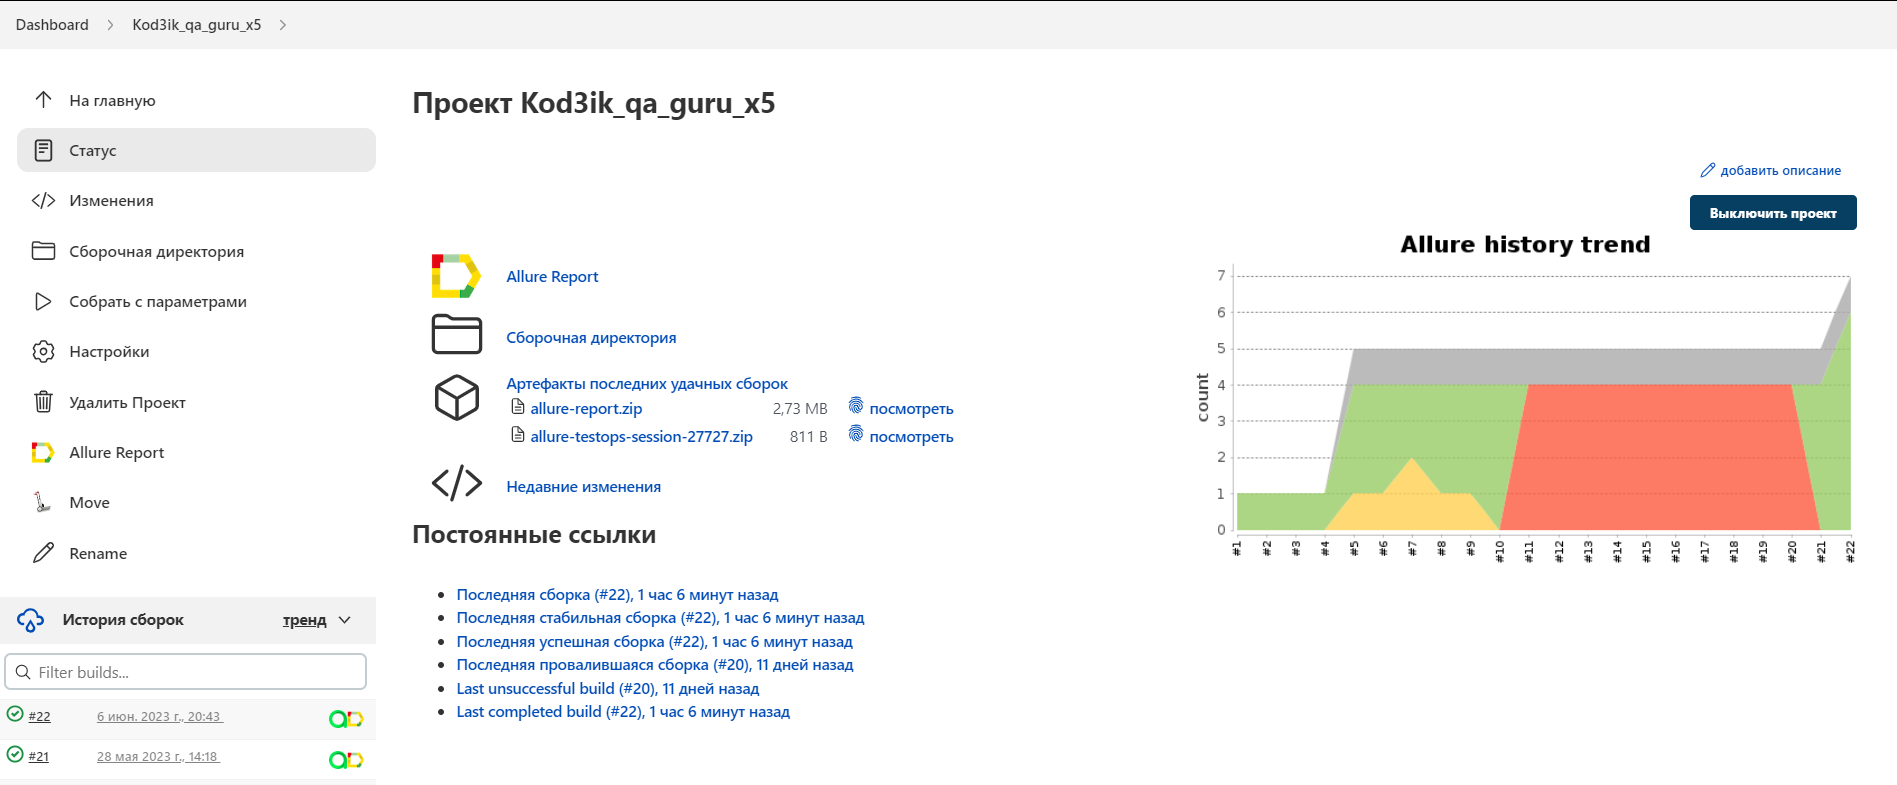 Dashboard > Kod3ik_qa_guru_x5 >
На главную
Статус
Изменения
Сборочная директория
Собрать с параметрами
Настройки
Удалить Проект
Allure Report
Move
Rename
История сборок тренд
Filter builds...
#22 6 июн. 2023 г., 20:43
#21 28 мая 2023 г., 14:18
Проект Kod3ik_qa_guru_x5
добавить описание
Выключить проект
Allure Report
Сборочная директория
Артефакты последних удачных сборок
allure-report.zip 2,73 MB посмотреть
allure-testops-session-27727.zip 811 B посмотреть
Недавние изменения
Постоянные ссылки
Последняя сборка (#22), 1 час 6 минут назад
Последняя стабильная сборка (#22), 1 час 6 минут назад
Последняя успешная сборка (#22), 1 час 6 минут назад
Последняя провалившаяся сборка (#20), 11 дней назад
Last unsuccessful build (#20), 11 дней назад
Last completed build (#22), 1 час 6 минут назад
Allure history trend
count
7
6
5
4
3
2
1
0
#1 #2 #3 #4 #5 #6 #7 #8 #9 #10 #11 #12 #13 #14 #15 #16 #17 #18 #19 #20 #21 #22